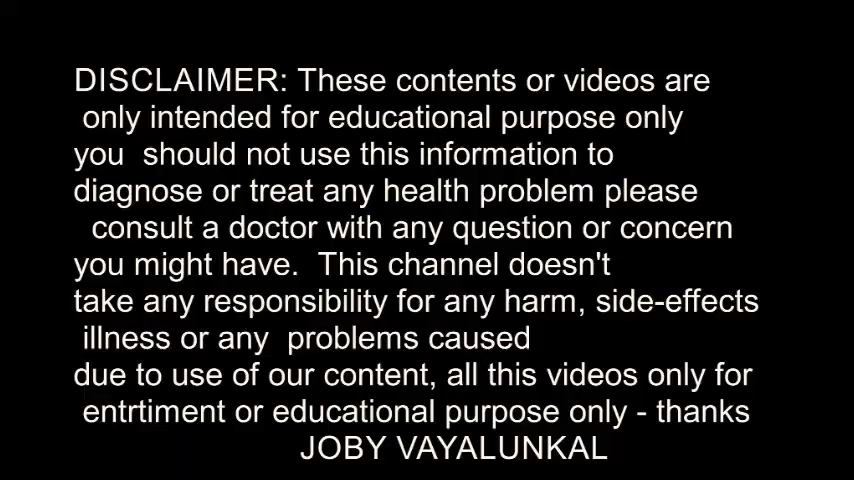 DISCLAIMER: These contents or videos are
only intended for educational purpose only
you should not use this information to
diagnose or treat any health problem please
consult a doctor with any question or concern
you might have. This channel doesn't
take any responsibility for any harm, side-effects
illness or any problems caused
due to use of our content, all this videos only for
entrtiment or educational purpose only - thanks
JOBY VAYALUNKAL